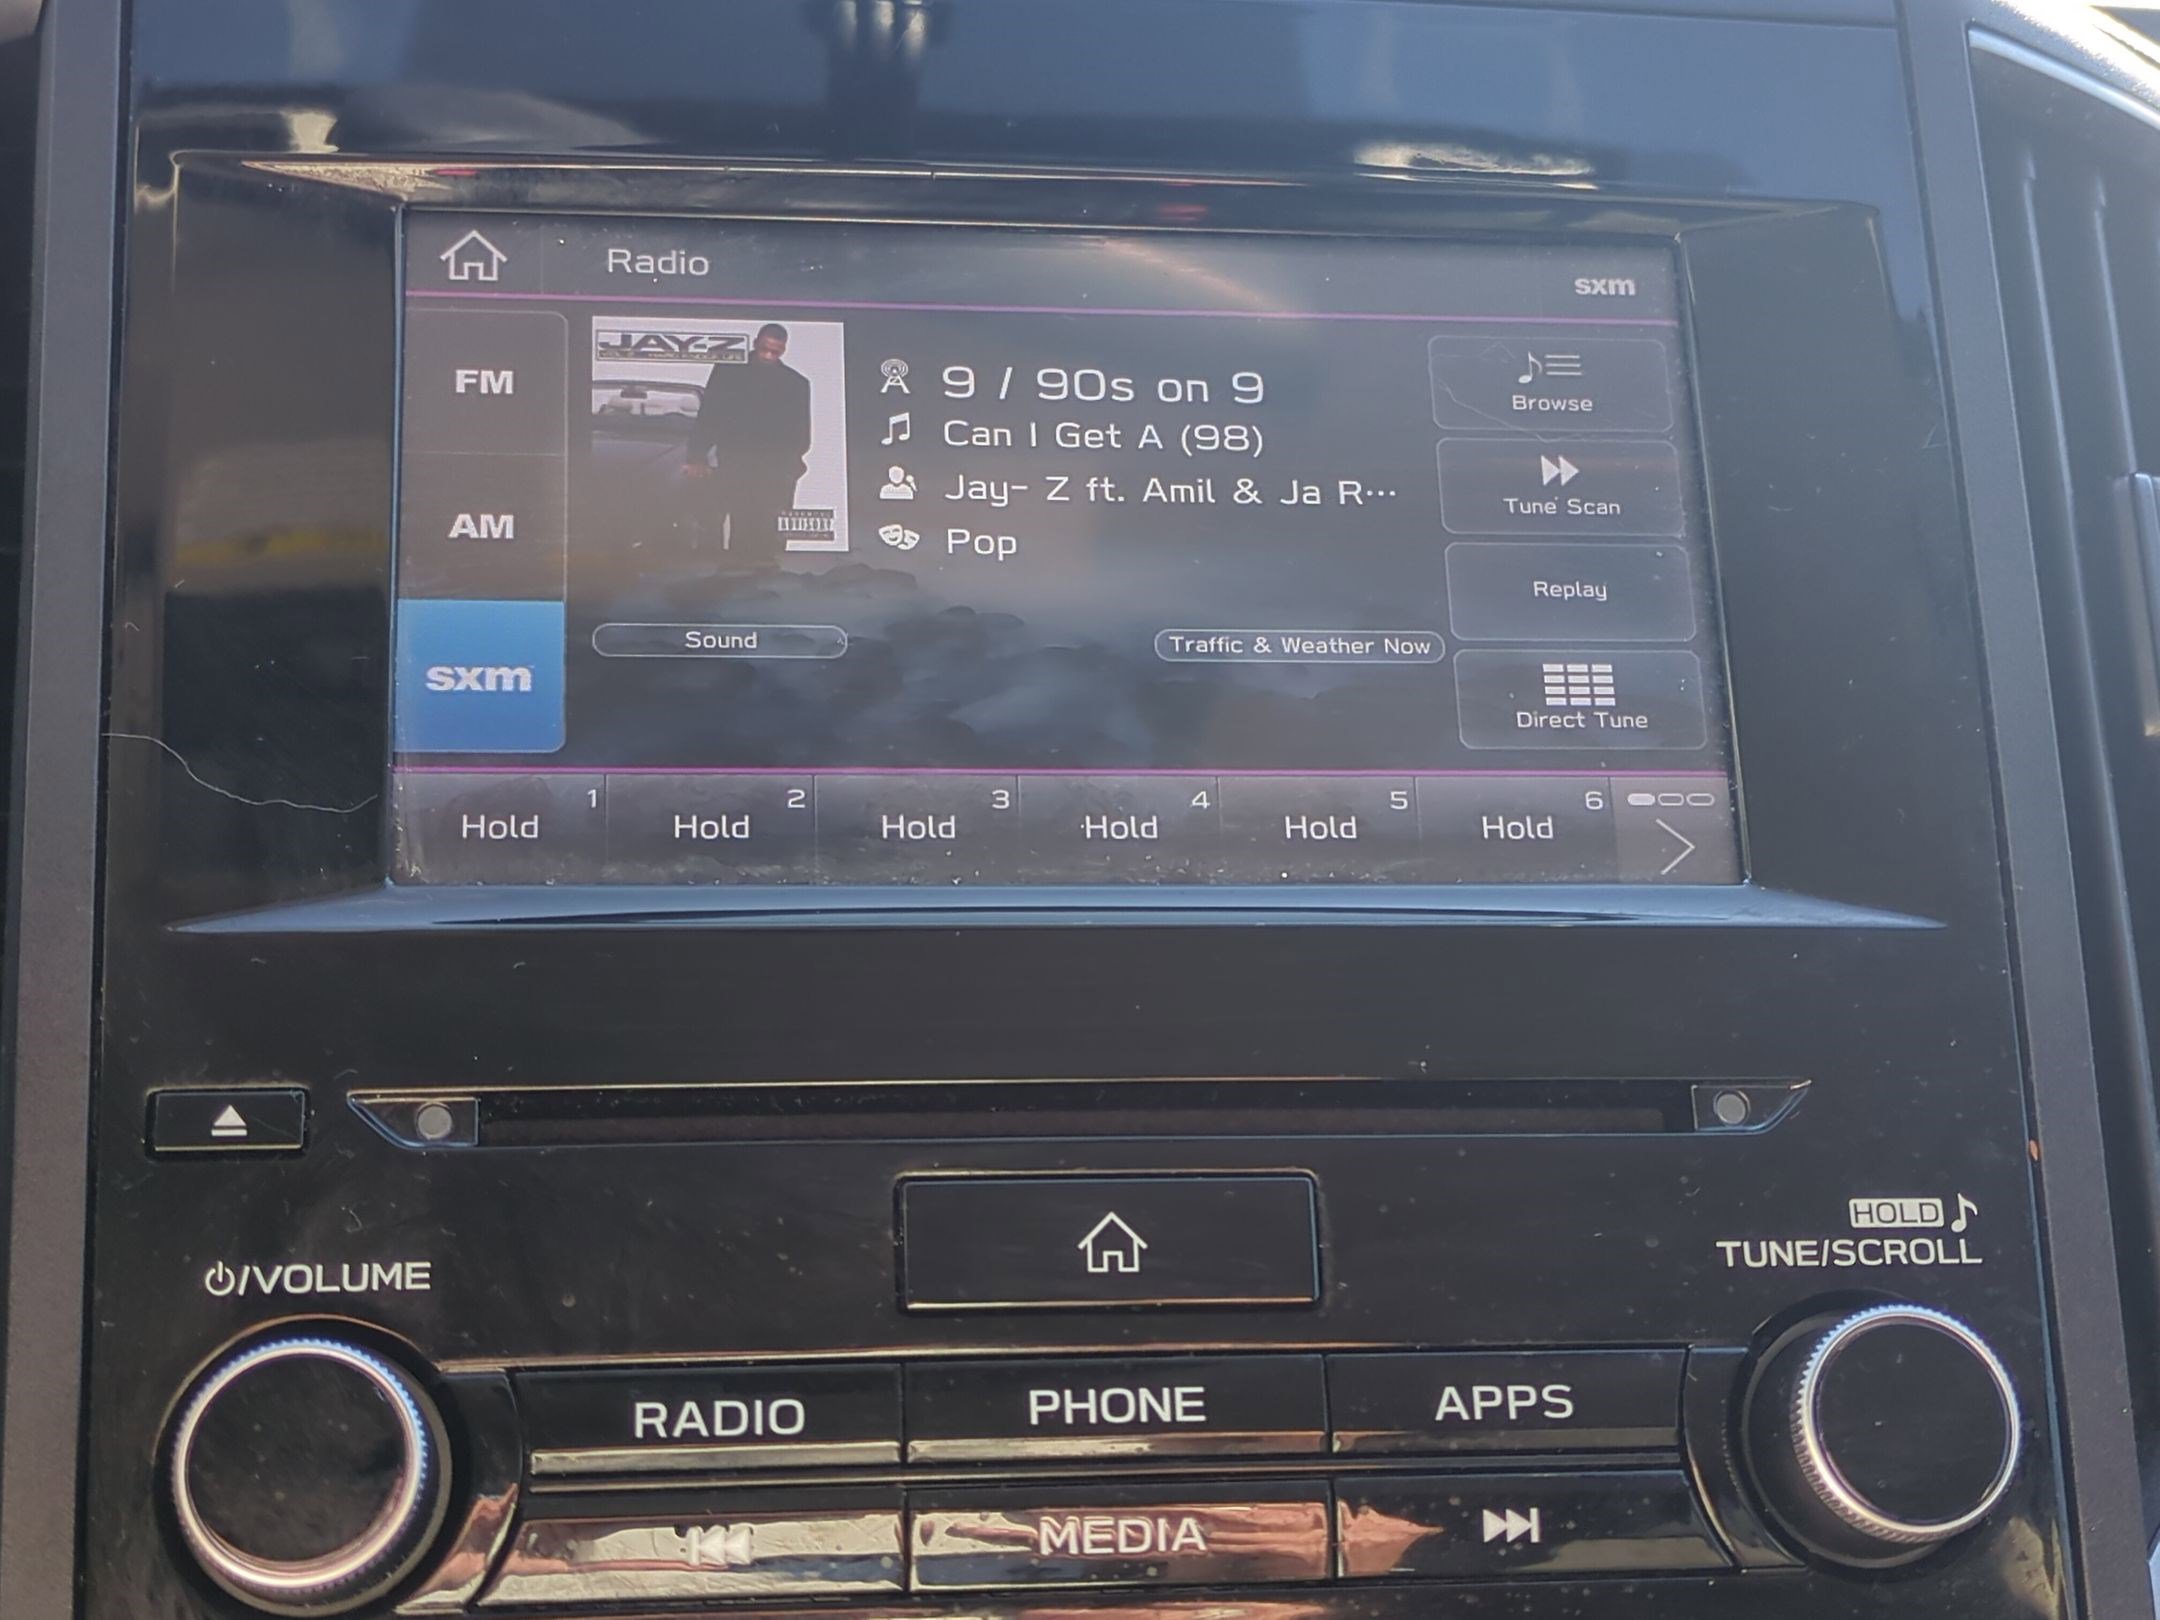 Radio
sxm
FM
AM
sxm
JAY-Z
ADVISORY
9 / 90s on 9
Can I Get A (98)
Jay- Z ft. Amil & Ja R···
Pop
Browse
Tune Scan
Replay
Direct Tune
Sound
Traffic & Weather Now
1 2 3 4 5 6
Hold Hold Hold Hold Hold Hold
HOLD
/VOLUME
TUNE/SCROLL
RADIO PHONE APPS
MEDIA